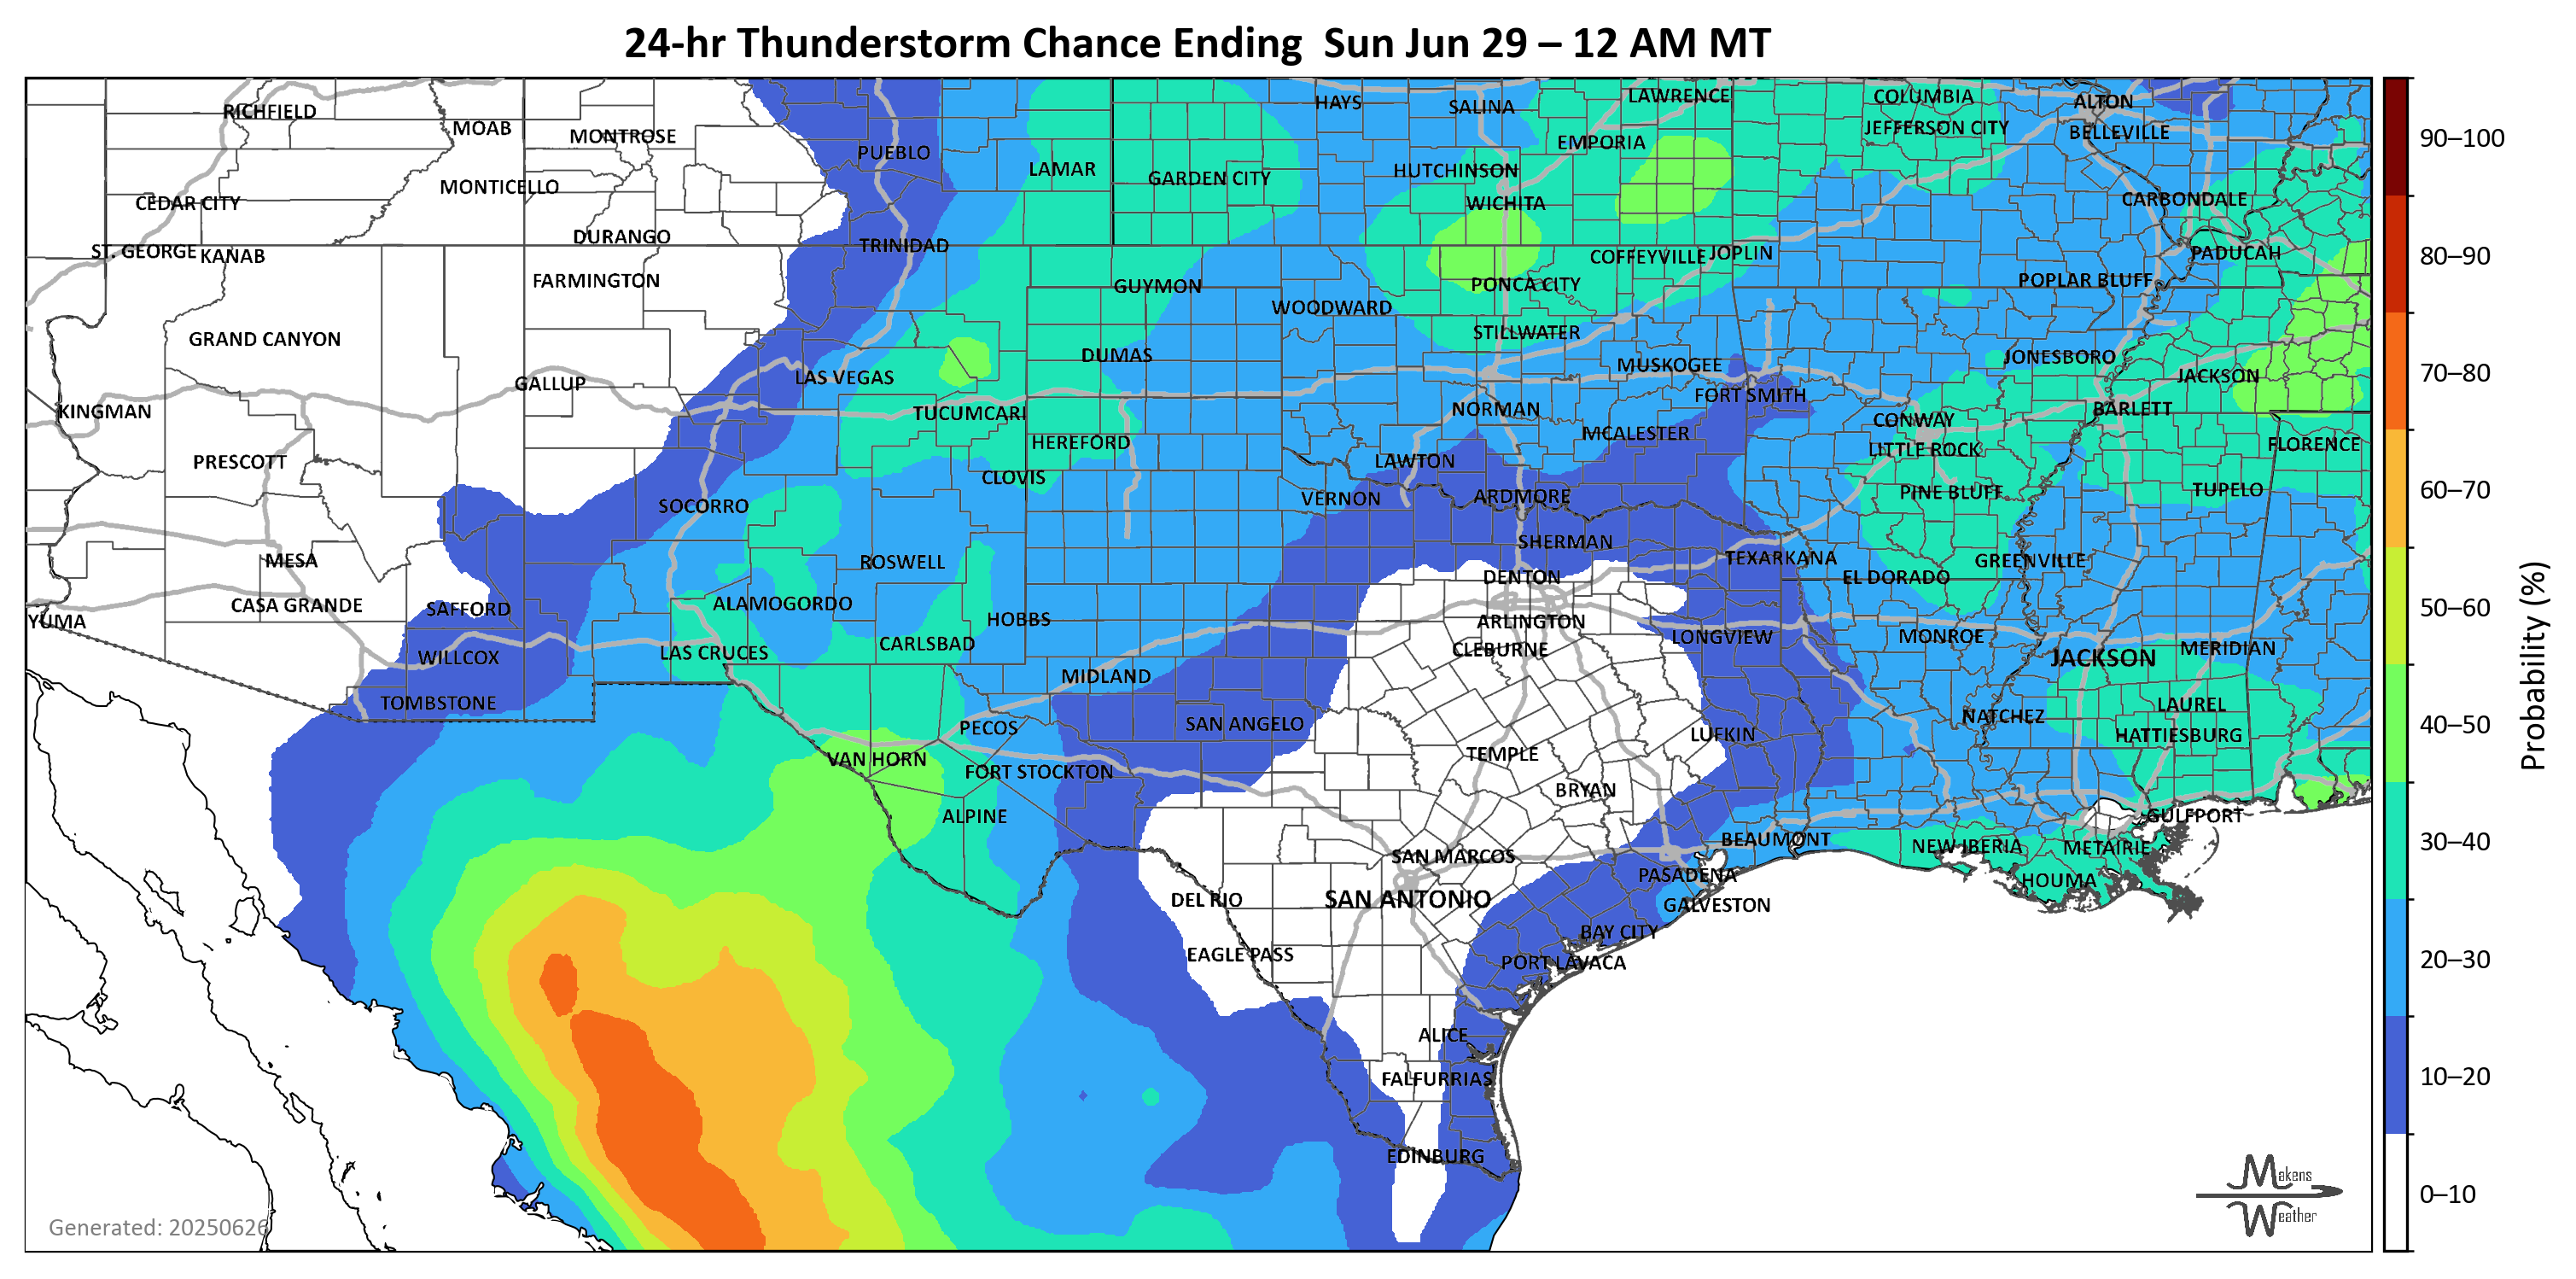 24-hr Thunderstorm Chance Ending Sun Jun 29 – 12 AM MT
RICHFIELD
MOAB
MONTROSE
PUEBLO
LAMAR
GARDEN CITY
HAYS
SALINA
LAWRENCE
EMPORIA
HUTCHINSON
WICHITA
COLUMBIA
JEFFERSON CITY
ALTON
BELLEVILLE
CARBONDALE
CEDAR CITY
MONTICELLO
ST. GEORGE
KANAB
DURANGO
TRINIDAD
FARMINGTON
GUYMON
WOODWARD
COFFEYVILLE
JOPLIN
PONCA CITY
POPLAR BLUFF
PADUCAH
GRAND CANYON
STILLWATER
DUMAS
MUSKOGEE
JONESBORO
JACKSON
KINGMAN
GALLUP
LAS VEGAS
TUCUMCARI
NORMAN
FORT SMITH
CONWAY
BARLETT
PRESCOTT
HEREFORD
CLOVIS
LAWTON
MCALESTER
LITTLE ROCK
FLORENCE
SOCORRO
VERNON
ARDMORE
PINE BLUFF
TUPELO
MESA
ROSWELL
SHERMAN
TEXARKANA
GREENVILLE
CASA GRANDE
SAFFORD
ALAMOGORDO
HOBBS
DENTON
EL DORADO
YUMA
ARLINGTON
LONGVIEW
MONROE
WILLCOX
LAS CRUCES
CARLSBAD
CLEBURNE
JACKSON
MERIDIAN
TOMBSTONE
MIDLAND
PECOS
SAN ANGELO
LUFKIN
NATCHEZ
LAUREL
HATTIESBURG
VAN HORN
FORT STOCKTON
TEMPLE
BRYAN
ALPINE
GULFPORT
BEAUMONT
NEW IBERIA
METAIRIE
SAN MARCOS
PASADENA
HOUMA
DEL RIO
SAN ANTONIO
GALVESTON
EAGLE PASS
BAY CITY
PORT LAVACA
ALICE
FALFURRIAS
EDINBURG
90–100
80–90
70–80
60–70
50–60
40–50
30–40
20–30
10–20
0–10
Probability (%)
Makens
Weather
Generated: 20250626